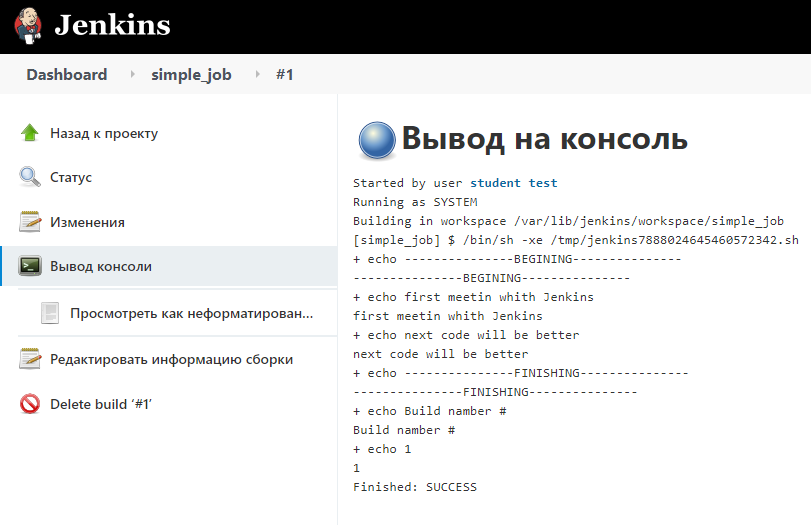 Jenkins
Dashboard simple_job #1
Назад к проекту
Статус
Изменения
Вывод консоли
Просмотреть как неформатирован...
Редактировать информацию сборки
Delete build ‘#1’
Вывод на консоль
Started by user student test
Running as SYSTEM
Building in workspace /var/lib/jenkins/workspace/simple_job
[simple_job] $ /bin/sh -xe /tmp/jenkins7888024645460572342.sh
+ echo ---------------BEGINING---------------
---------------BEGINING---------------
+ echo first meetin whith Jenkins
first meetin whith Jenkins
+ echo next code will be better
next code will be better
+ echo ---------------FINISHING---------------
---------------FINISHING---------------
+ echo Build namber #
Build namber #
+ echo 1
1
Finished: SUCCESS